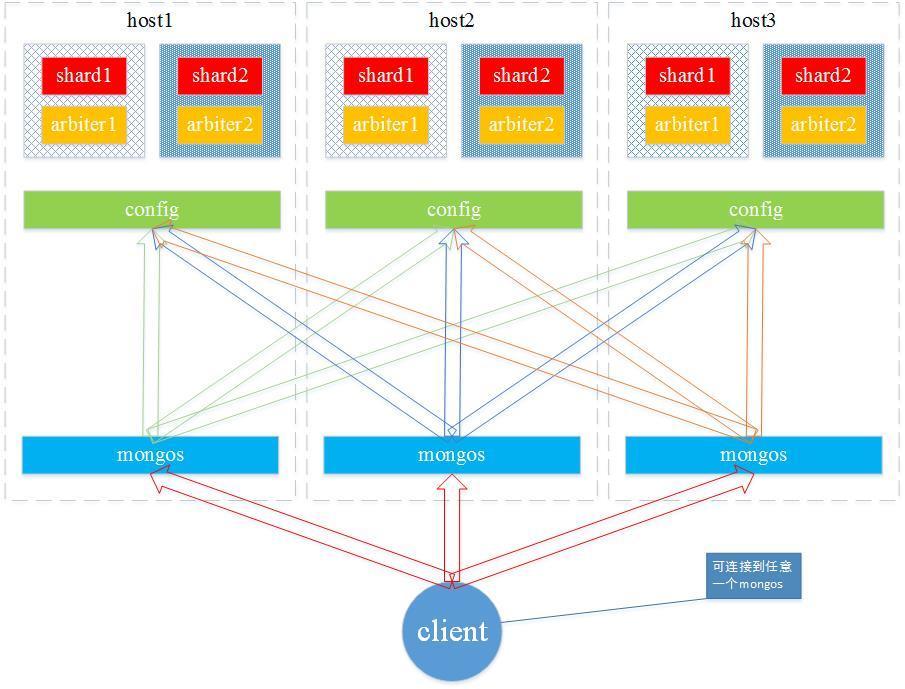 host1
host2
host3
shard1
shard2
shard1
shard2
shard1
shard2
arbiter1
arbiter2
arbiter1
arbiter2
arbiter1
arbiter2
config
config
config
mongos
mongos
mongos
可连接到任意
一个mongos
client